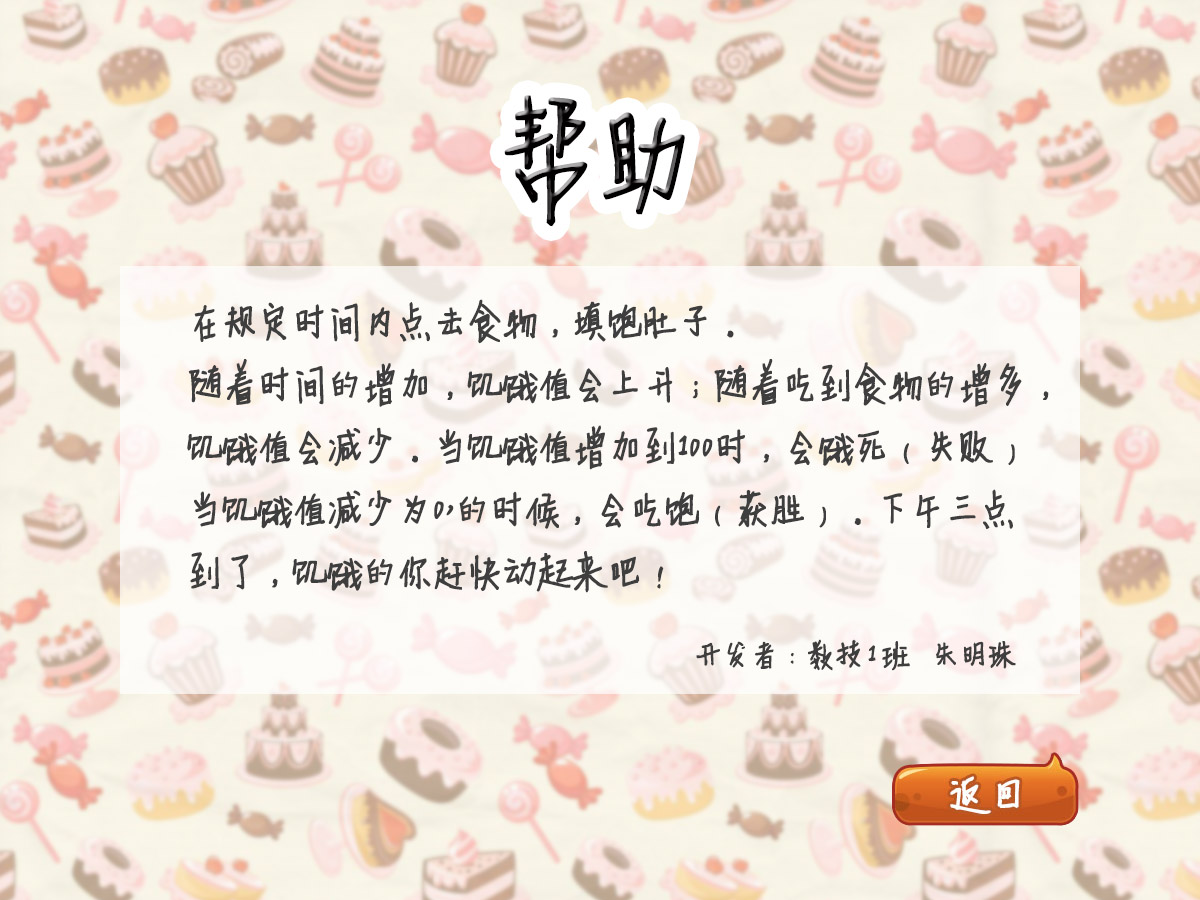 帮助
在规定时间内点击食物，填饱肚子。
随着时间的增加，饥饿值会上升；随着吃到食物的增多，
饥饿值会减少。当饥饿值增加到100时，会饿死（失败）
当饥饿值减少为0，的时候，会吃饱（获胜）。下午三点
到了，饥饿的你赶快动起来吧！
开发者：教技1班 朱明珠
返回